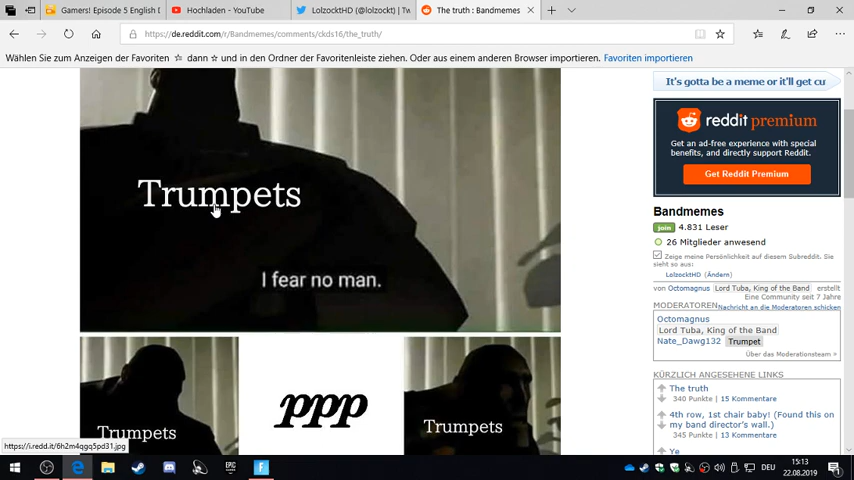 Gamers! Episode 5 English D
Hochladen - YouTube
LolzocktHD (@lolzockt) | Tw
The truth : Bandmemes
https://de.reddit.com/r/Bandmemes/comments/ckds16/the_truth/
Wählen Sie zum Anzeigen der Favoriten ☆ dann ☆ und in den Ordner der Favoritenleiste ziehen. Oder aus einem anderen Browser importieren. Favoriten importieren
Trumpets
I fear no man.
Trumpets
ppp
Trumpets
https://i.redd.it/6h2m4qgq5pd31.jpg
It's gotta be a meme or it'll get cu
reddit premium
Get an ad-free experience with special
benefits, and directly support Reddit.
Get Reddit Premium
Bandmemes
join 4.831 Leser
26 Mitglieder anwesend
Zeige meine Persönlichkeit auf diesem Subreddit. Sie
sieht so aus:
LolzocktHD (Ändern)
von Octomagnus Lord Tuba, King of the Band erstellt
Eine Community seit 7 Jahre
MODERATOREN Nachricht an die Moderatoren schicken
Octomagnus
Lord Tuba, King of the Band
Nate_Dawg132 Trumpet
Über das Moderationsteam »
KÜRZLICH ANGESEHENE LINKS
The truth
340 Punkte | 15 Kommentare
4th row, 1st chair baby! (Found this on
my band director's wall.)
345 Punkte | 13 Kommentare
Ye
EPIC
DEU
15:13
22.08.2019